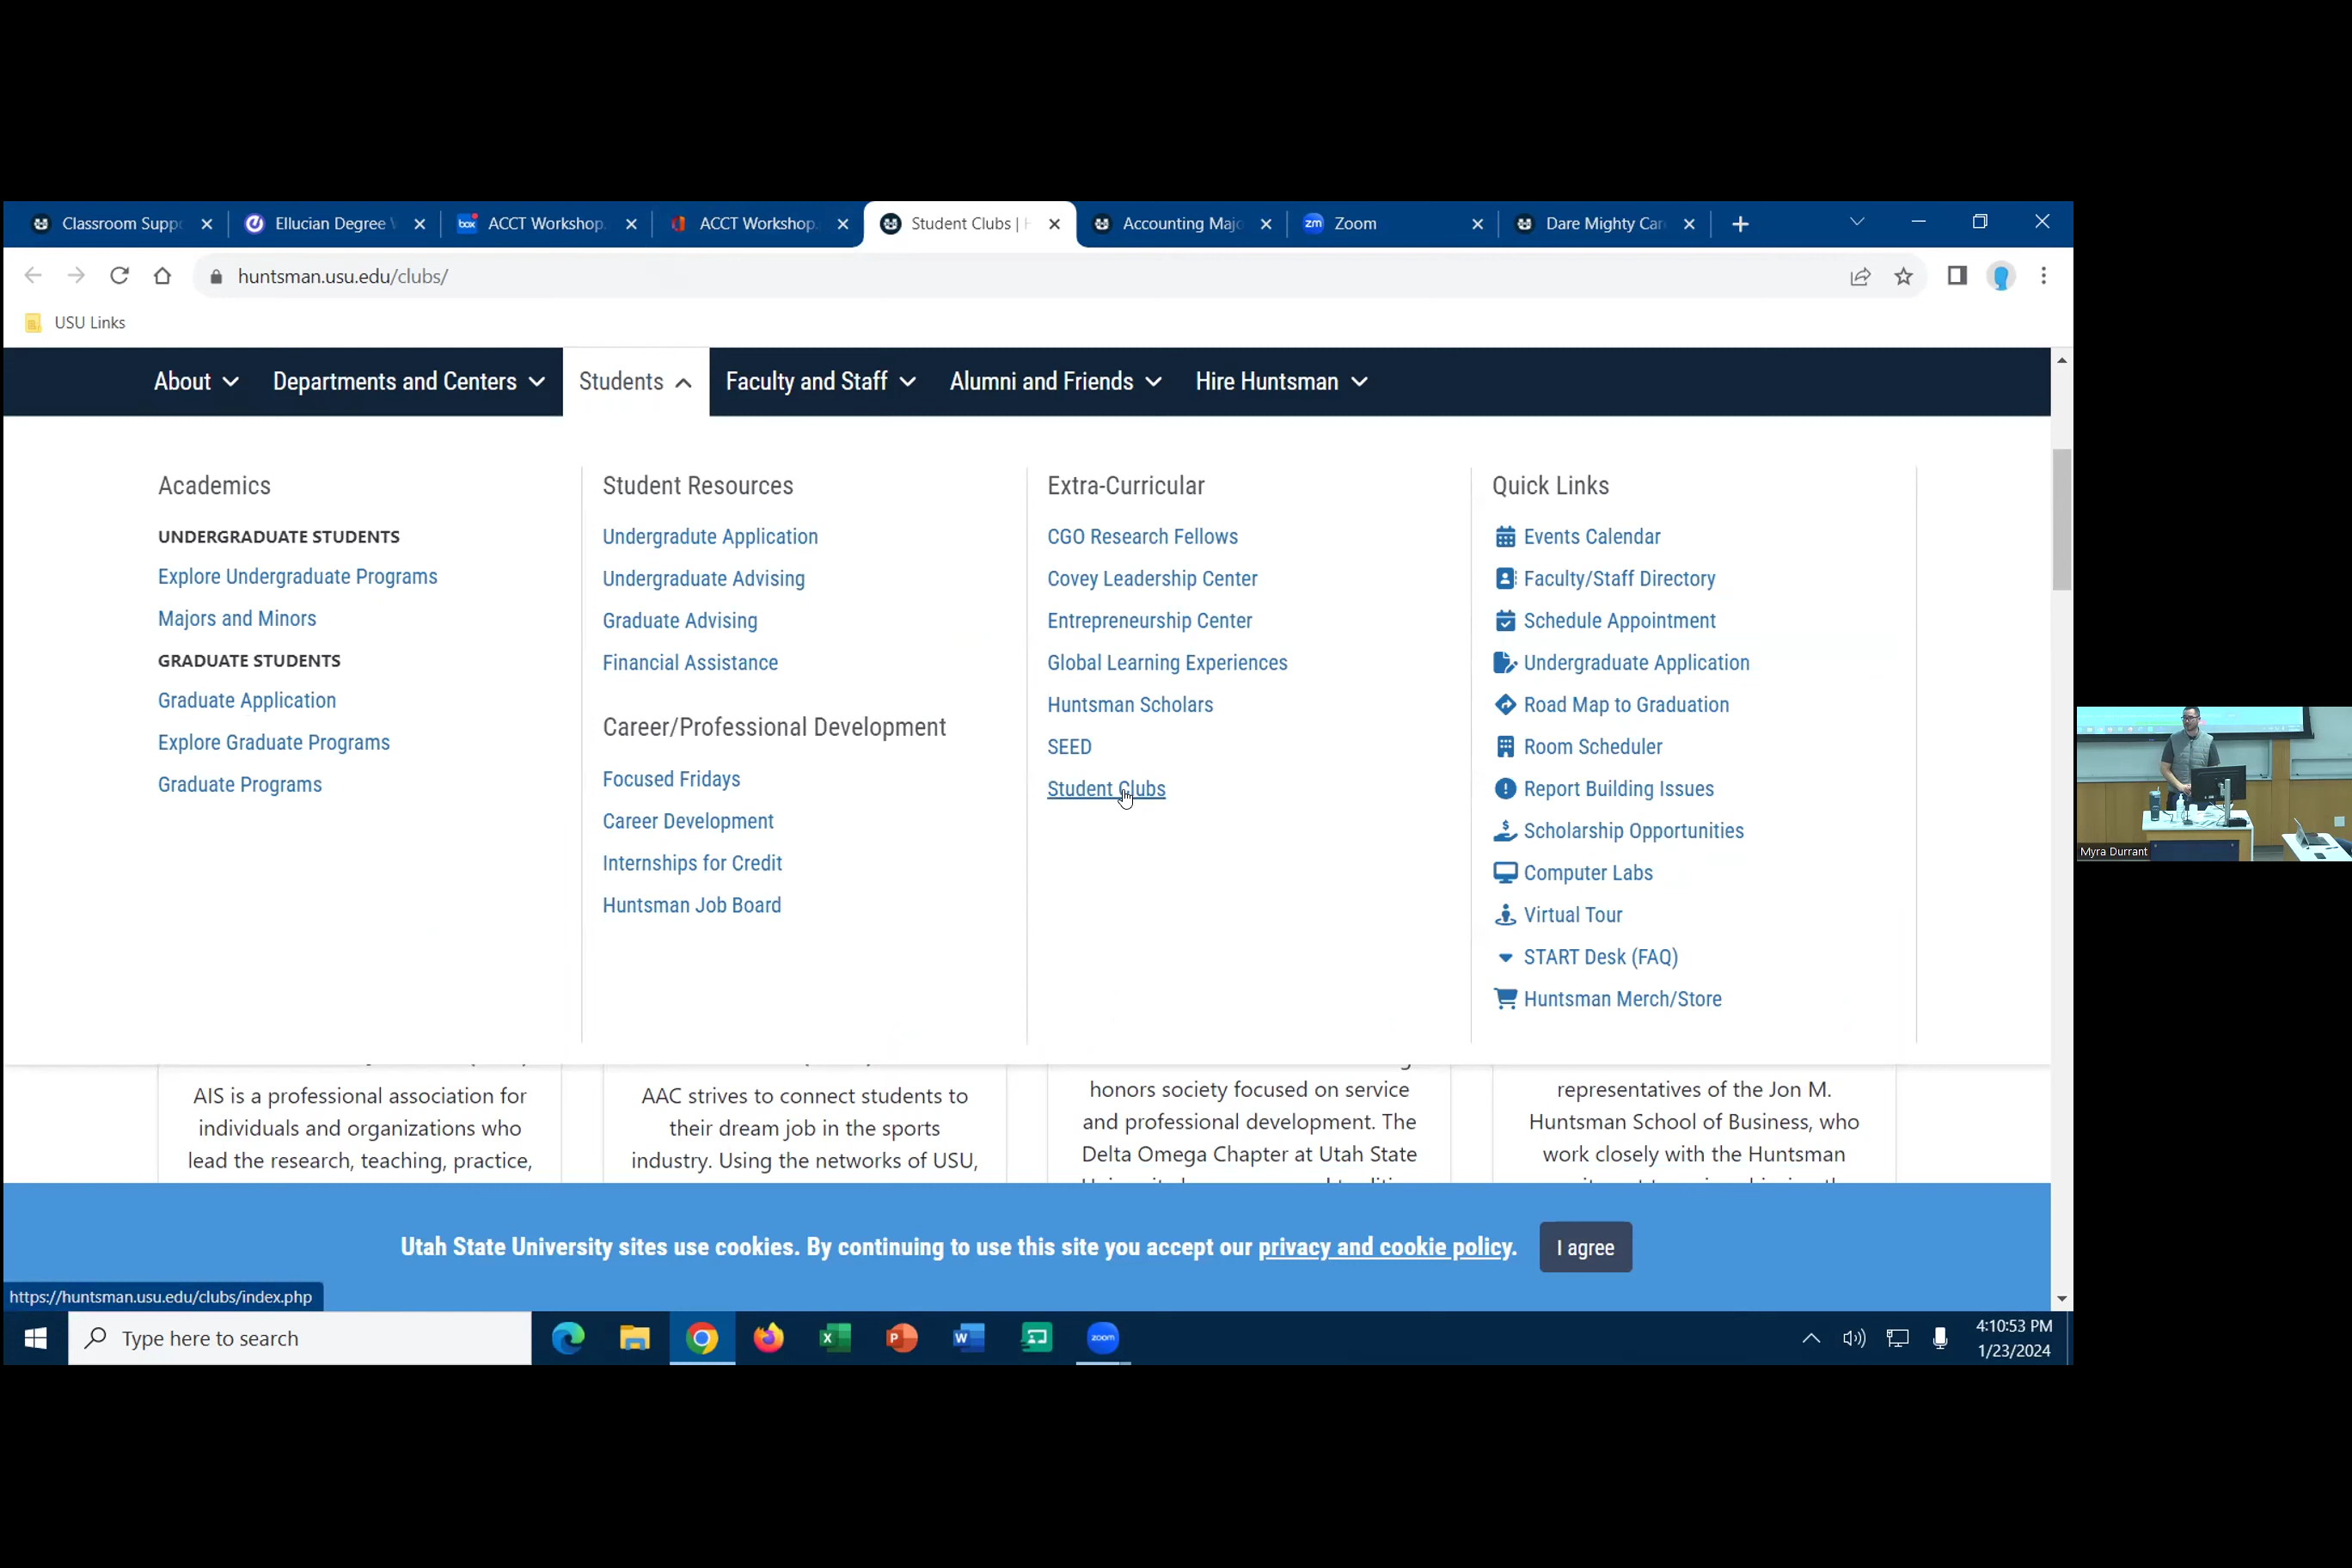 Classroom Supp
Ellucian Degree
ACCT Workshop.
ACCT Workshop.
Student Clubs |
Accounting Maj
zm Zoom
Dare Mighty Car
huntsman.usu.edu/clubs/
USU Links
About
Departments and Centers
Students
Faculty and Staff
Alumni and Friends
Hire Huntsman
Academics
UNDERGRADUATE STUDENTS
Explore Undergraduate Programs
Majors and Minors
GRADUATE STUDENTS
Graduate Application
Explore Graduate Programs
Graduate Programs
Student Resources
Undergradute Application
Undergraduate Advising
Graduate Advising
Financial Assistance
Career/Professional Development
Focused Fridays
Career Development
Internships for Credit
Huntsman Job Board
Extra-Curricular
CGO Research Fellows
Covey Leadership Center
Entrepreneurship Center
Global Learning Experiences
Huntsman Scholars
SEED
Student Clubs
Quick Links
Events Calendar
Faculty/Staff Directory
Schedule Appointment
Undergraduate Application
Road Map to Graduation
Room Scheduler
Report Building Issues
Scholarship Opportunities
Computer Labs
Virtual Tour
START Desk (FAQ)
Huntsman Merch/Store
AIS is a professional association for
individuals and organizations who
lead the research, teaching, practice,
AAC strives to connect students to
their dream job in the sports
industry. Using the networks of USU,
honors society focused on service
and professional development. The
Delta Omega Chapter at Utah State
representatives of the Jon M.
Huntsman School of Business, who
work closely with the Huntsman
Utah State University sites use cookies. By continuing to use this site you accept our privacy and cookie policy.
I agree
https://huntsman.usu.edu/clubs/index.php
Type here to search
zoom
4:10:53 PM
1/23/2024
Myra Durrant